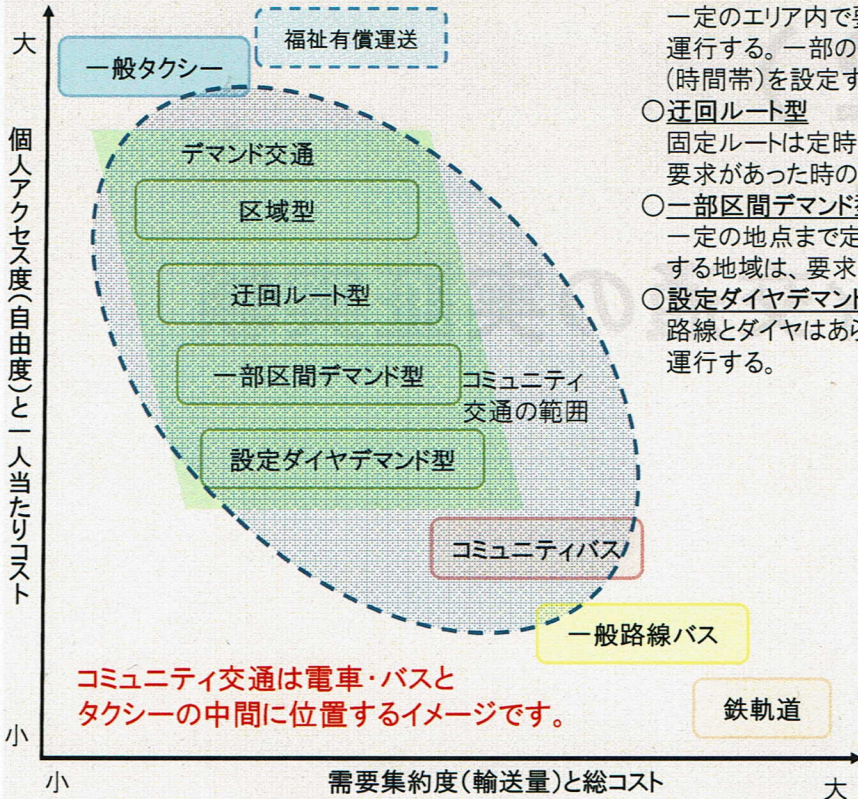 大
一般タクシー
福祉有償運送
個人アクセス度(自由度)と一人当たりコスト
デマンド交通
区域型
迂回ルート型
一部区間デマンド型
設定ダイヤデマンド型
コミュニティ
交通の範囲
コミュニティバス
一般路線バス
鉄軌道
コミュニティ交通は電車・バスと
タクシーの中間に位置するイメージです。
小
小
需要集約度(輸送量)と総コスト
大
一定のエリア内で
運行する。一部の
(時間帯)を設定す
○迂回ルート型
固定ルートは定時
要求があった時の
○一部区間デマンド
一定の地点まで定
する地域は、要求
○設定ダイヤデマンド
路線とダイヤはあら
運行する。